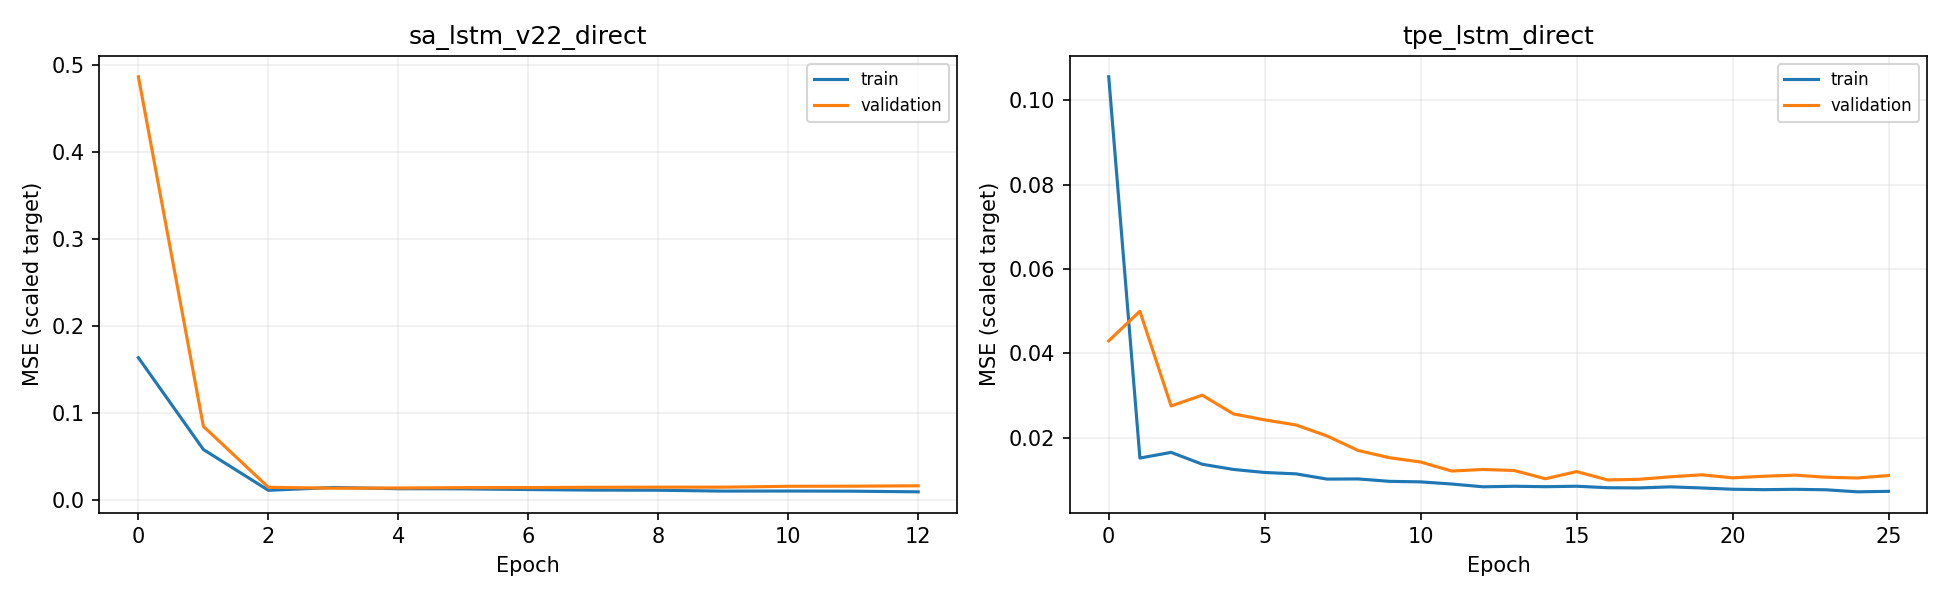 sa_lstm_v22_direct
MSE (scaled target)
0.5
0.4
0.3
0.2
0.1
0.0
train
validation
0 2 4 6 8 10 12
Epoch
tpe_lstm_direct
MSE (scaled target)
0.10
0.08
0.06
0.04
0.02
train
validation
0 5 10 15 20 25
Epoch